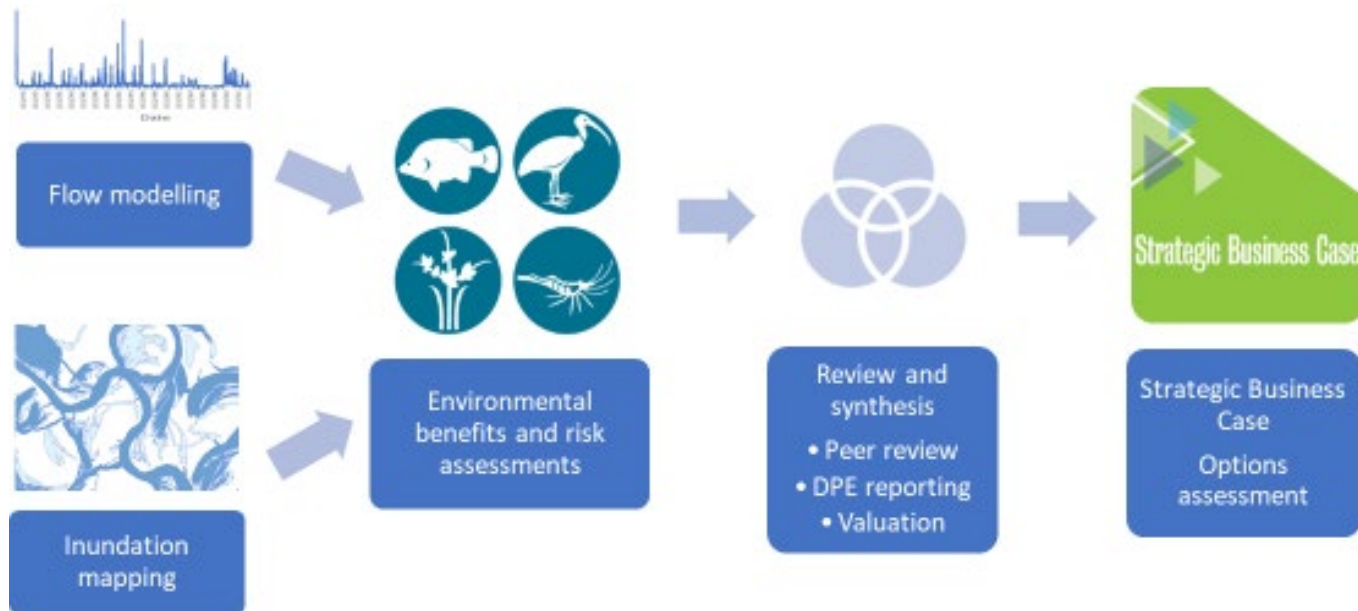 Flow modelling
Inundation
mapping
Environmental
benefits and risk
assessments
Review and
synthesis
• Peer review
• DPE reporting
• Valuation
Strategic Business Case
Strategic Business
Case
Options
assessment